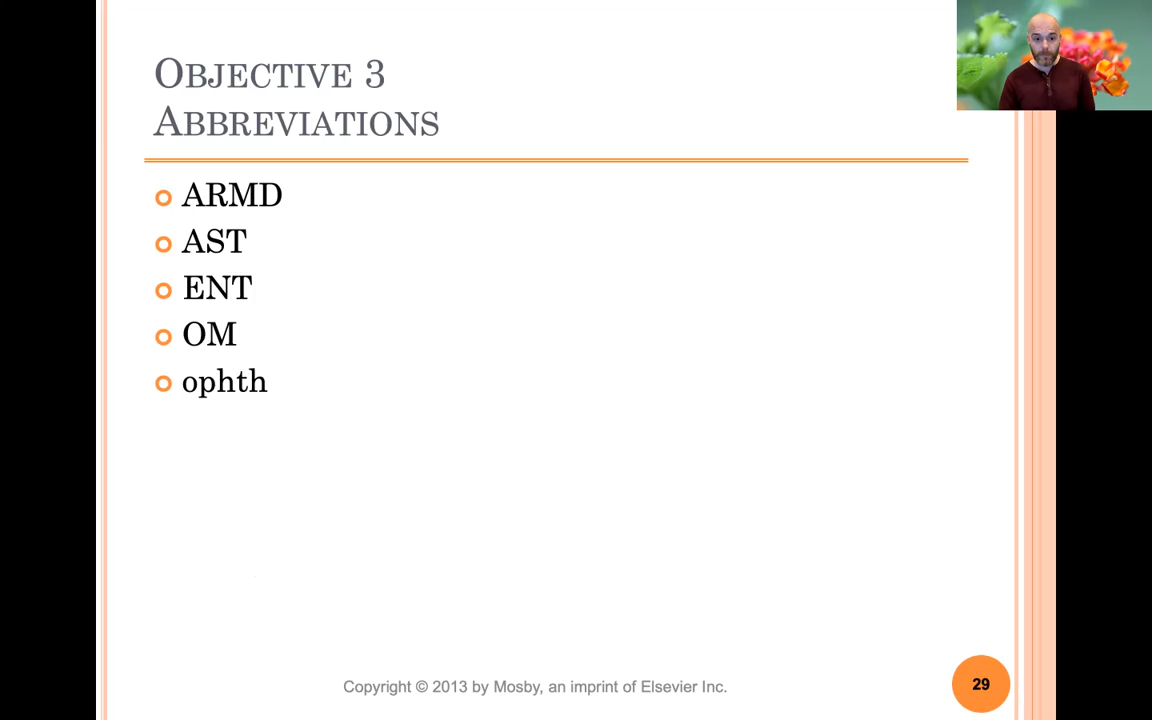 OBJECTIVE 3
ABBREVIATIONS
ARMD
AST
ENT
OM
ophth
Copyright © 2013 by Mosby, an imprint of Elsevier Inc.
29